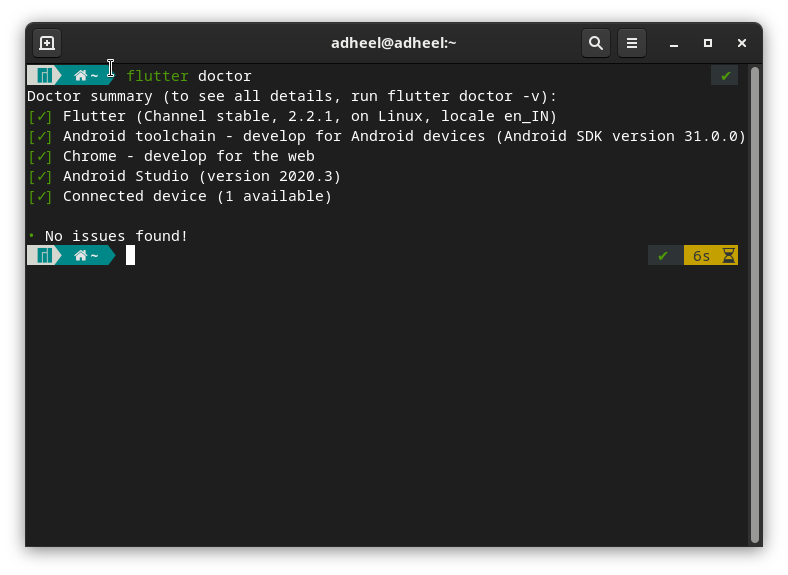 adheel@adheel:~
~ flutter doctor ✔
Doctor summary (to see all details, run flutter doctor -v):
[✓] Flutter (Channel stable, 2.2.1, on Linux, locale en_IN)
[✓] Android toolchain - develop for Android devices (Android SDK version 31.0.0)
[✓] Chrome - develop for the web
[✓] Android Studio (version 2020.3)
[✓] Connected device (1 available)
• No issues found!
~ ✔ 6s